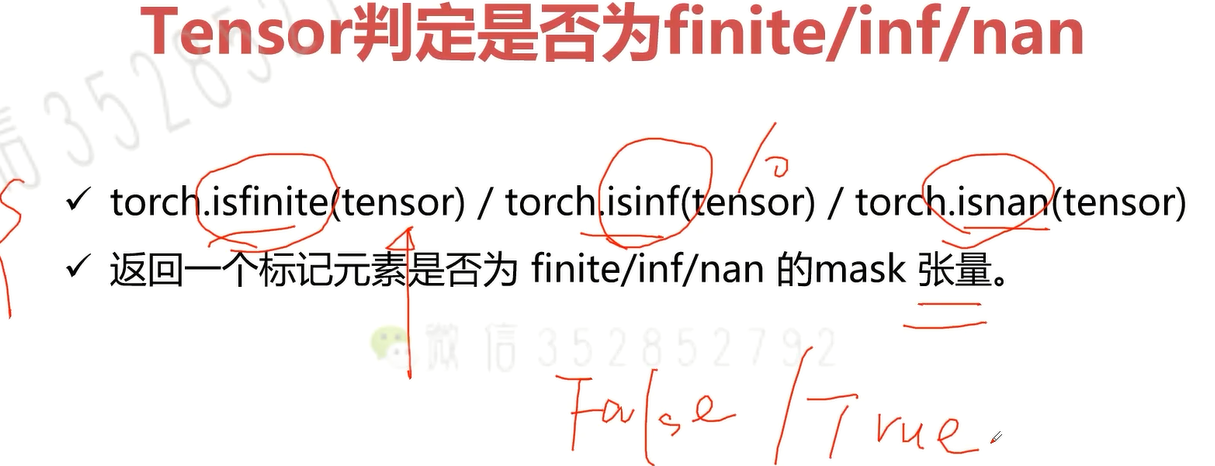 Tensor判定是否为finite/inf/nan
信 352852
/0
✓ torch.isfinite(tensor) / torch.isinf(tensor) / torch.isnan(tensor)
✓ 返回一个标记元素是否为 finite/inf/nan 的mask 张量。
微信 352852792
False / True